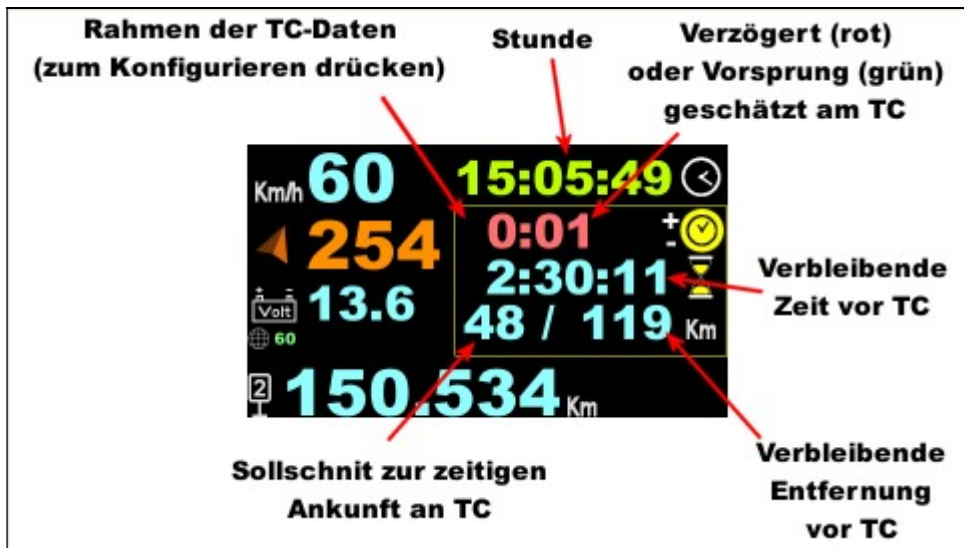 Rahmen der TC-Daten
(zum Konfigurieren drücken)
Stunde
Verzögert (rot)
oder Vorsprung (grün)
geschätzt am TC
Km/h 60
15:05:49
254
0:01
+
-
2:30:11
+ -
Volt 13.6
48 / 119 Km
60
2 150.534 Km
Verbleibende
Zeit vor TC
Sollschnit zur zeitigen
Ankunft an TC
Verbleibende
Entfernung
vor TC